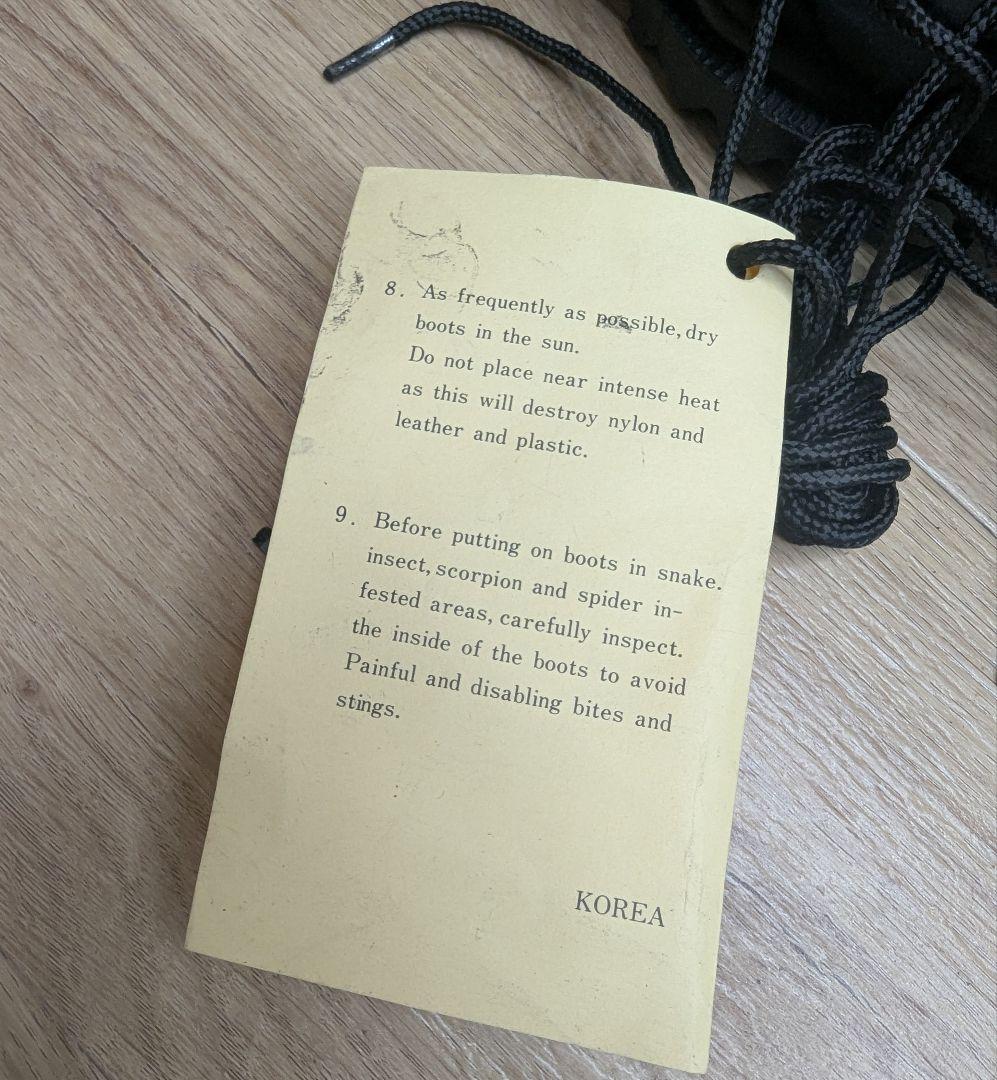 8. As frequently as possible, dry
boots in the sun.
Do not place near intense heat
as this will destroy nylon and
leather and plastic.
9. Before putting on boots in snake.
insect, scorpion and spider in-
fested areas, carefully inspect.
the inside of the boots to avoid
Painful and disabling bites and
stings.
KOREA